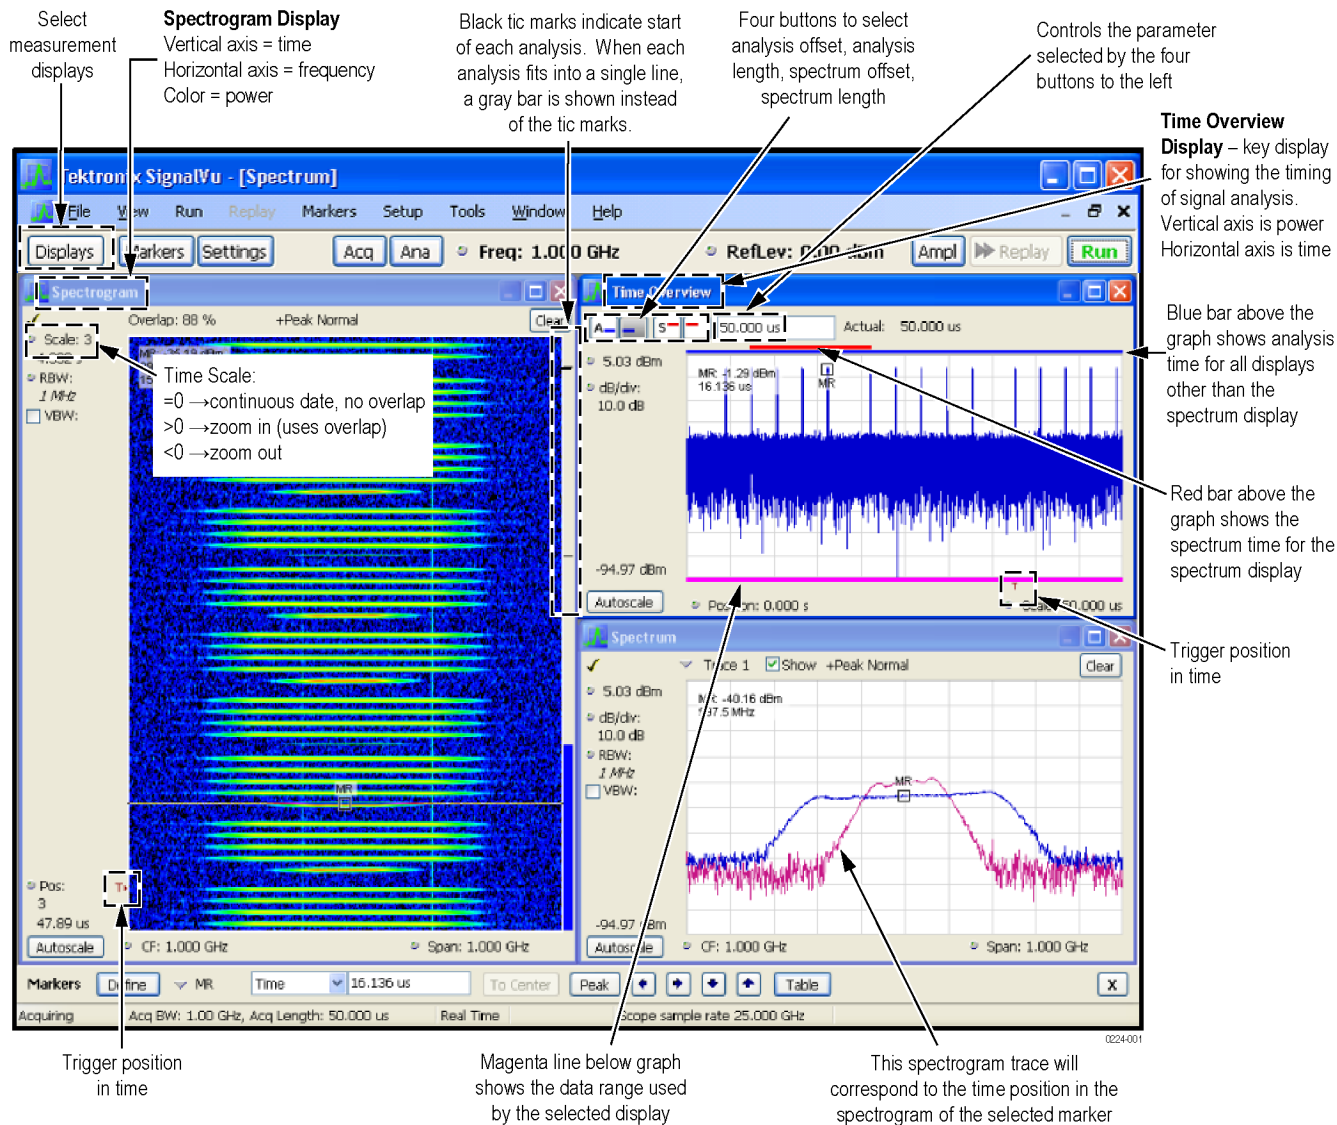 Select
measurement
displays
Spectrogram Display
Vertical axis = time
Horizontal axis = frequency
Color = power
Black tic marks indicate start
of each analysis. When each
analysis fits into a single line,
a gray bar is shown instead
of the tic marks.
Four buttons to select
analysis offset, analysis
length, spectrum offset,
spectrum length
Controls the parameter
selected by the four
buttons to the left
Time Overview
Display – key display
for showing the timing
of signal analysis.
Vertical axis is power
Horizontal axis is time
Tektronix SignalVu - [Spectrum]
File View Run Replay Markers Setup Tools Window Help
Displays Markers Settings Acq Ana Freq: 1.000 GHz RefLev: 0.00 dBm Ampl Replay Run
Spectrogram
Overlap: 88 % +Peak Normal Clear
Scale: 3
RBW:
1 MHz
VBW:
Time Scale:
=0 →continuous date, no overlap
>0 →zoom in (uses overlap)
<0 →zoom out
MR
T
Pos:
3
47.89 us
Autoscale CF: 1.000 GHz Span: 1.000 GHz
Time Overview
A S 50.000 us Actual: 50.000 us
5.03 dBm
dB/div:
10.0 dB
MR: -1.29 dBm
16.136 us
MR
-94.97 dBm
T
Autoscale Position: 0.000 s Scale: 50.000 us
Blue bar above the
graph shows analysis
time for all displays
other than the
spectrum display
Red bar above the
graph shows the
spectrum time for the
spectrum display
Trigger position
in time
Spectrum
Trace 1 Show +Peak Normal Clear
5.03 dBm
dB/div:
10.0 dB
RBW:
1 MHz
VBW:
MR: -40.16 dBm
997.5 MHz
MR
-94.97 dBm
Autoscale CF: 1.000 GHz Span: 1.000 GHz
Markers Define MR Time 16.136 us To Center Peak Table X
Acquiring Acq BW: 1.00 GHz, Acq Length: 50.000 us Real Time Scope sample rate 25.000 GHz
0224-001
Trigger position
in time
Magenta line below graph
shows the data range used
by the selected display
This spectrogram trace will
correspond to the time position in the
spectrogram of the selected marker